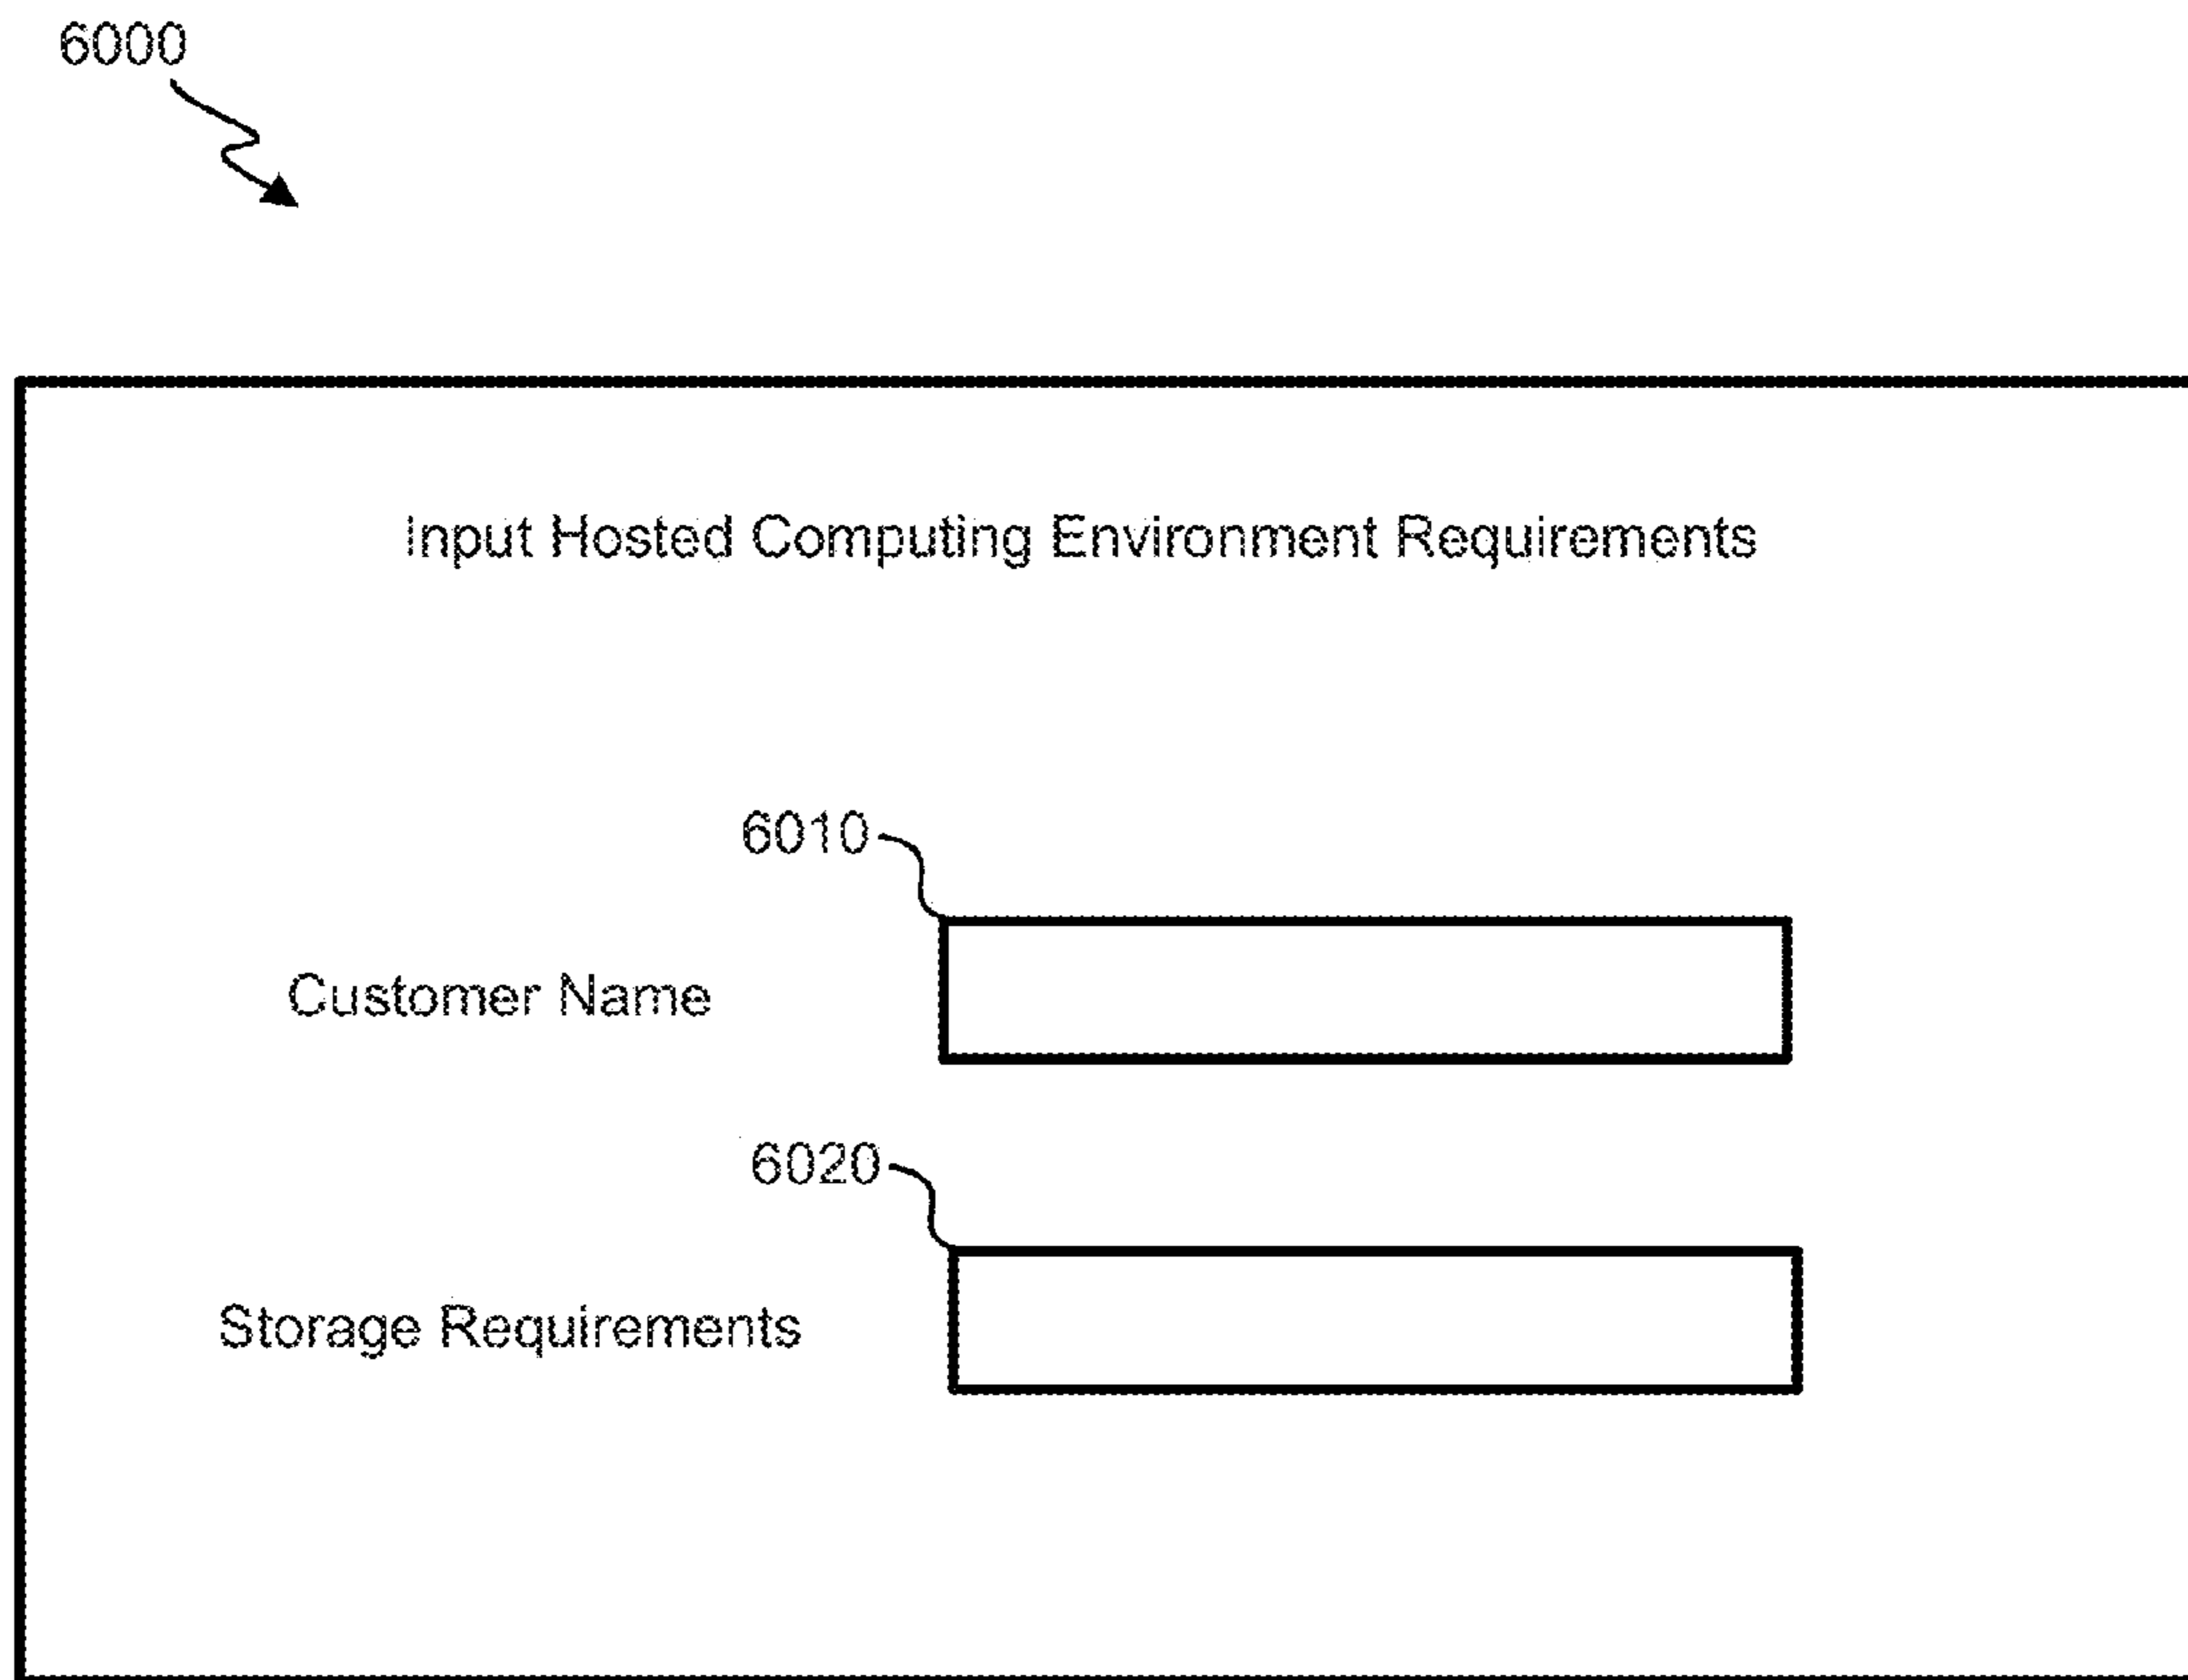 6000
Input Hosted Computing Environment Requirements
6010
Customer Name
6020
Storage Requirements